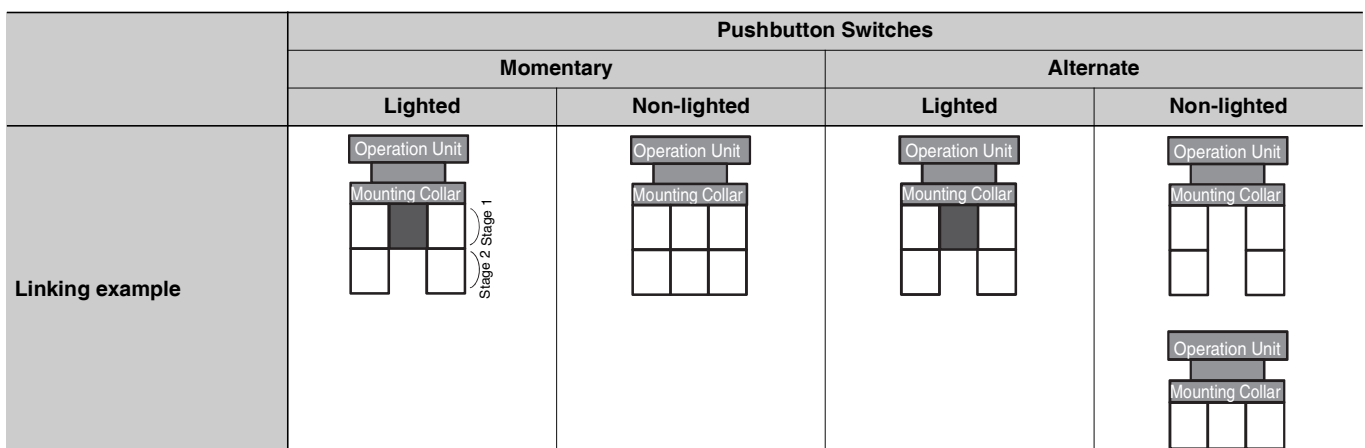 Pushbutton Switches
Momentary
Alternate
Lighted
Non-lighted
Lighted
Non-lighted
Linking example
Operation Unit
Mounting Collar
Stage 1
Stage 2
Operation Unit
Mounting Collar
Operation Unit
Mounting Collar
Operation Unit
Mounting Collar
Operation Unit
Mounting Collar